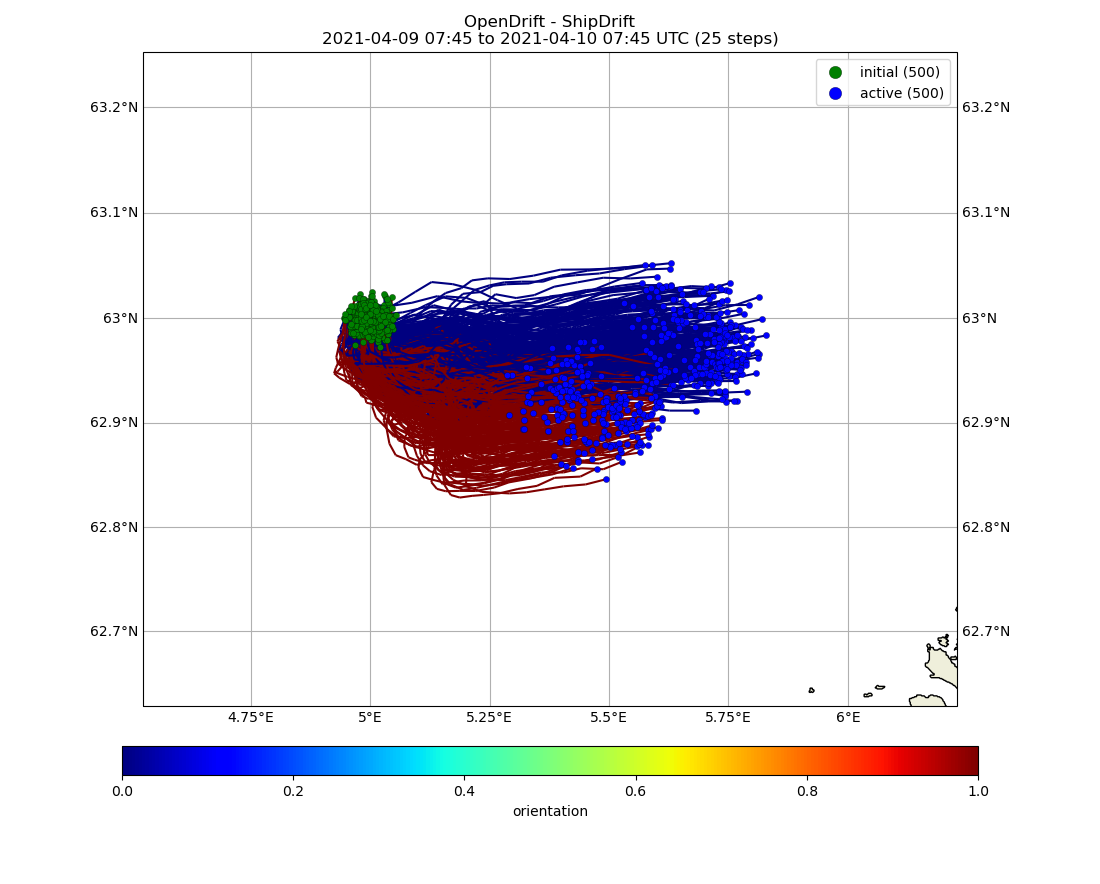 OpenDrift - ShipDrift
2021-04-09 07:45 to 2021-04-10 07:45 UTC (25 steps)
initial (500)
active (500)
63.2°N 63.2°N
63.1°N 63.1°N
63°N 63°N
62.9°N 62.9°N
62.8°N 62.8°N
62.7°N 62.7°N
4.75°E 5°E 5.25°E 5.5°E 5.75°E 6°E
0.0 0.2 0.4 0.6 0.8 1.0
orientation